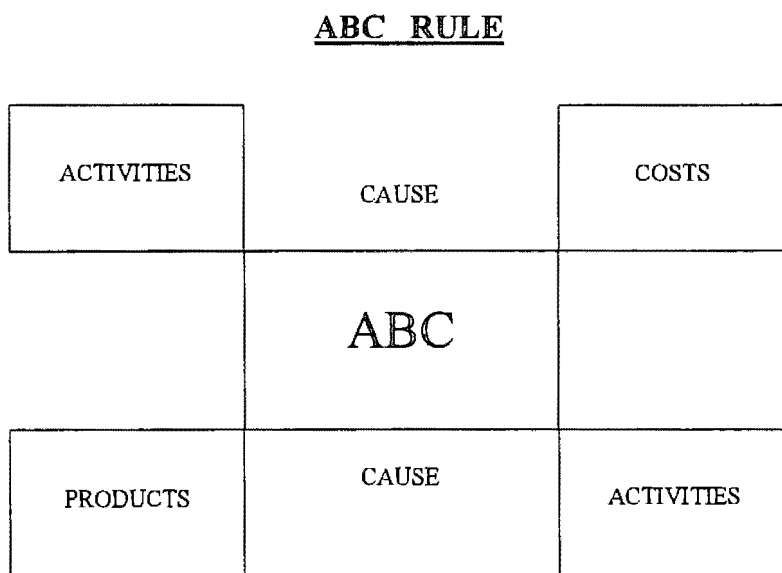 ABC RULE
ACTIVITIES
CAUSE
COSTS
ABC
PRODUCTS
CAUSE
ACTIVITIES